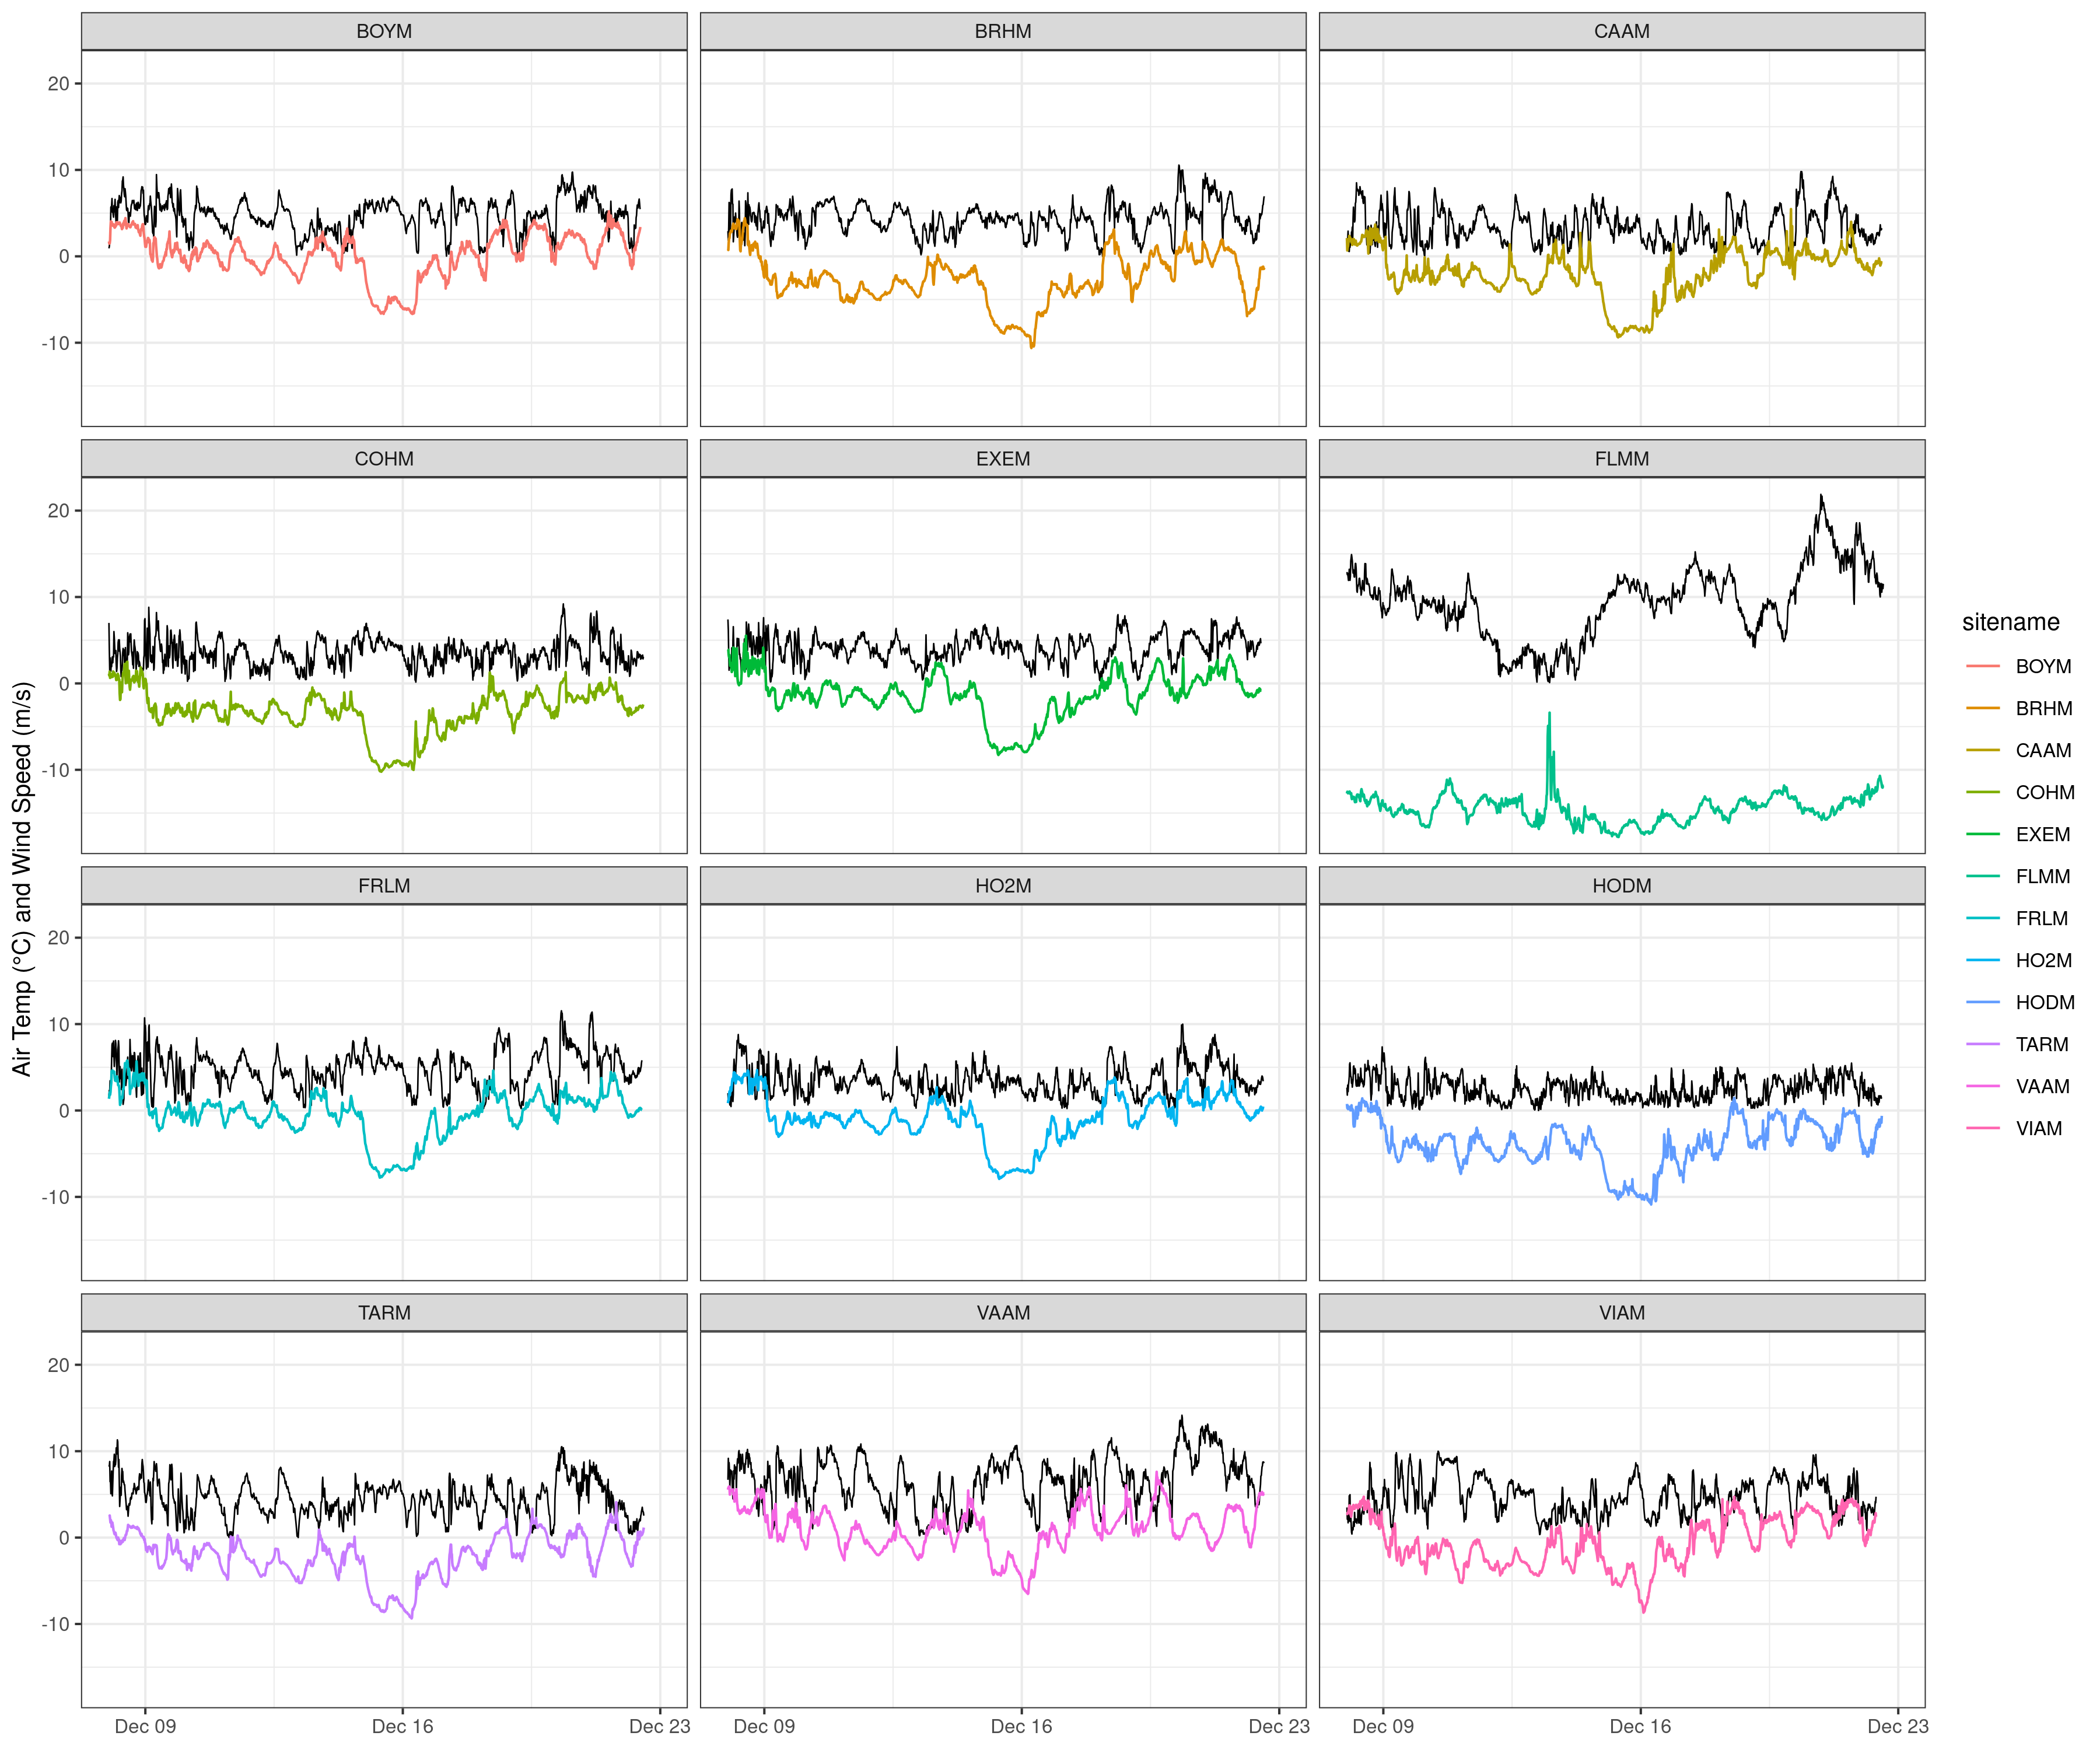 BOYM BRHM CAAM
20
10
0
-10
COHM EXEM FLMM
20
10
0
-10
FRLM HO2M HODM
20
10
0
-10
TARM VAAM VIAM
20
10
0
-10
Dec 09 Dec 16 Dec 23 Dec 09 Dec 16 Dec 23 Dec 09 Dec 16 Dec 23
Air Temp (°C) and Wind Speed (m/s)
sitename
BOYM
BRHM
CAAM
COHM
EXEM
FLMM
FRLM
HO2M
HODM
TARM
VAAM
VIAM